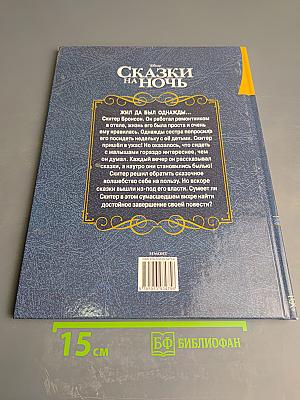 Disney
СКАЗКИ
НА
НОЧЬ
ЖИЛ ДА БЫЛ ОДНАЖДЫ...
Скитер Бронсон. Он работал ремонтником
в отеле, жизнь его была проста и очень
ему нравилась. Однажды сестра попросила
его посидеть недельку с её детьми. Скитер
пришёл в ужас! Но оказалось, что сидеть
с малышами гораздо интереснее, чем
он думал. Каждый вечер он рассказывал
сказки, а наутро они становились былью!
Скитер решил обратить сказочное
волшебство себе на пользу. Но вскоре
сказки вышли из-под его власти. Сумеет ли
Скитер в этом сумасшедшем вихре найти
достойное завершение своей повести?
15 см
БФ БИБЛИОФАН